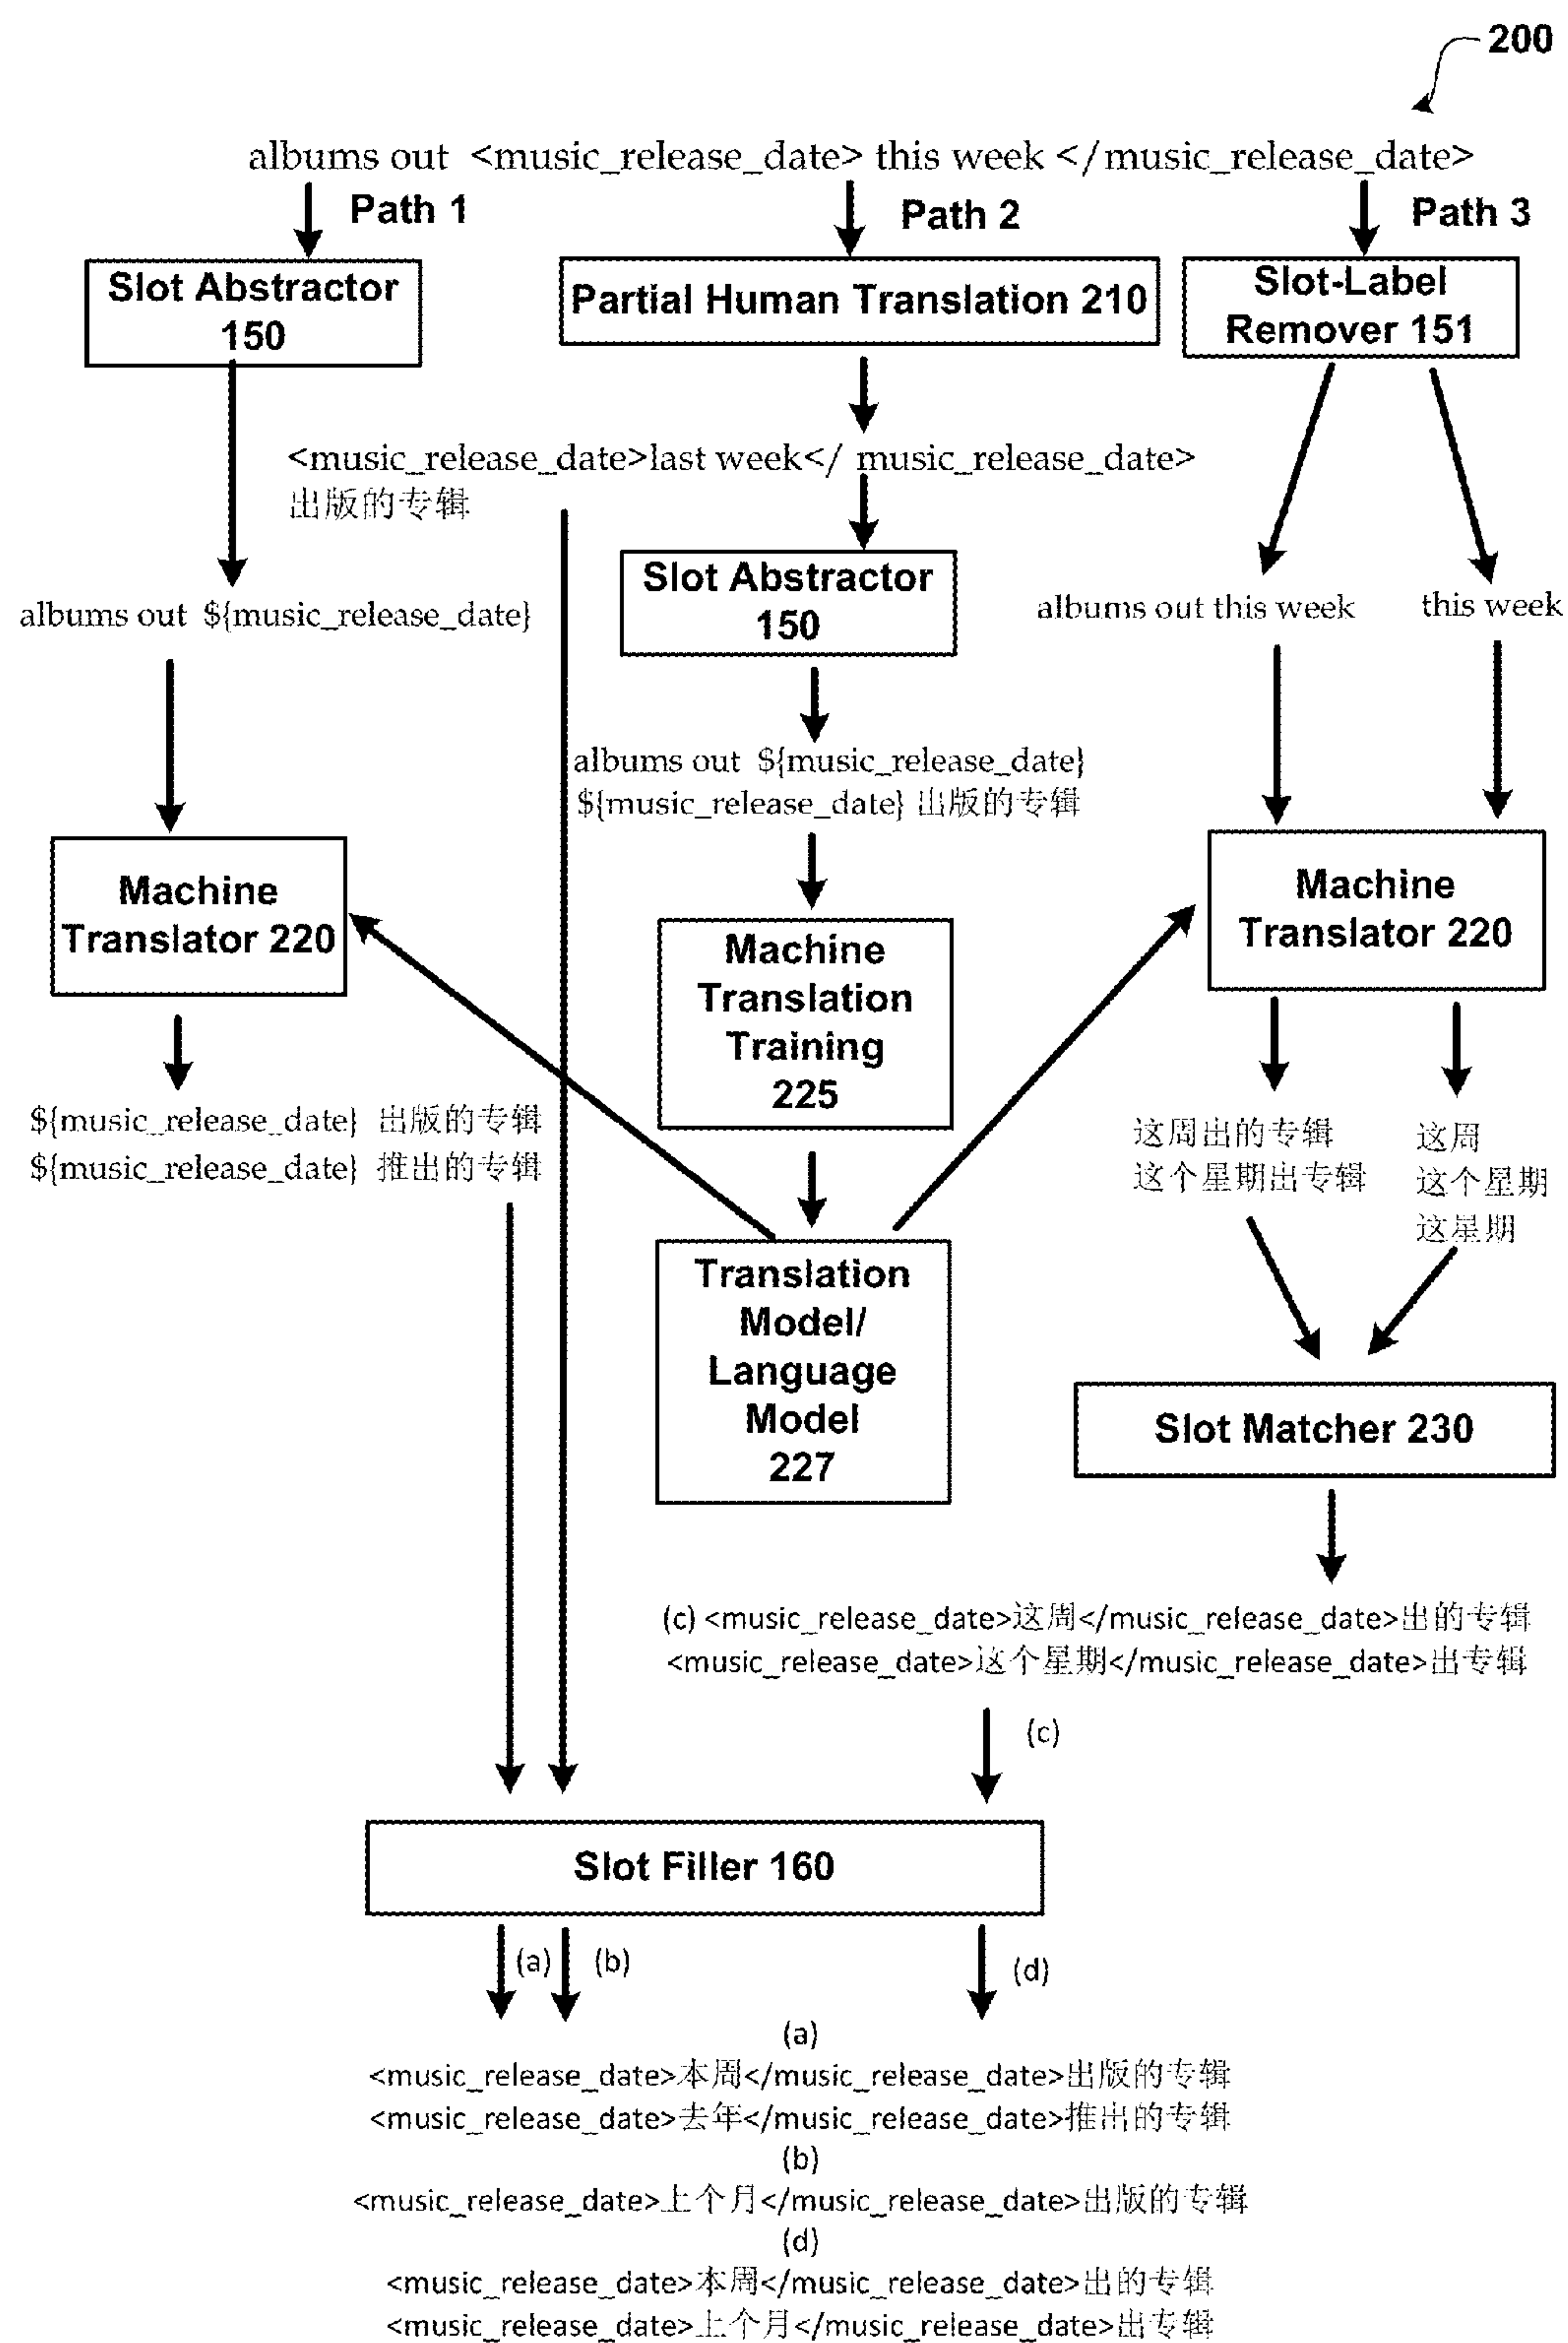 200
albums out <music_release_date> this week </music_release_date>
Path 1
Path 2
Path 3
Slot Abstractor
150
Partial Human Translation 210
Slot-Label
Remover 151
<music_release_date>last week</ music_release_date>
出版的专辑
albums out ${music_release_date}
Slot Abstractor
150
albums out this week
this week
albums out ${music_release_date}
${music_release_date} 出版的专辑
Machine
Translator 220
Machine
Translation
Training
225
Machine
Translator 220
${music_release_date} 出版的专辑
${music_release_date} 推出的专辑
这周出的专辑
这个星期出专辑
这周
这个星期
这星期
Translation
Model/
Language
Model
227
Slot Matcher 230
(c) <music_release_date>这周</music_release_date>出的专辑
<music_release_date>这个星期</music_release_date>出专辑
(c)
Slot Filler 160
(a)
(b)
(d)
(a)
<music_release_date>本周</music_release_date>出版的专辑
<music_release_date>去年</music_release_date>推出的专辑
(b)
<music_release_date>上个月</music_release_date>出版的专辑
(d)
<music_release_date>本周</music_release_date>出的专辑
<music_release_date>上个月</music_release_date>出专辑